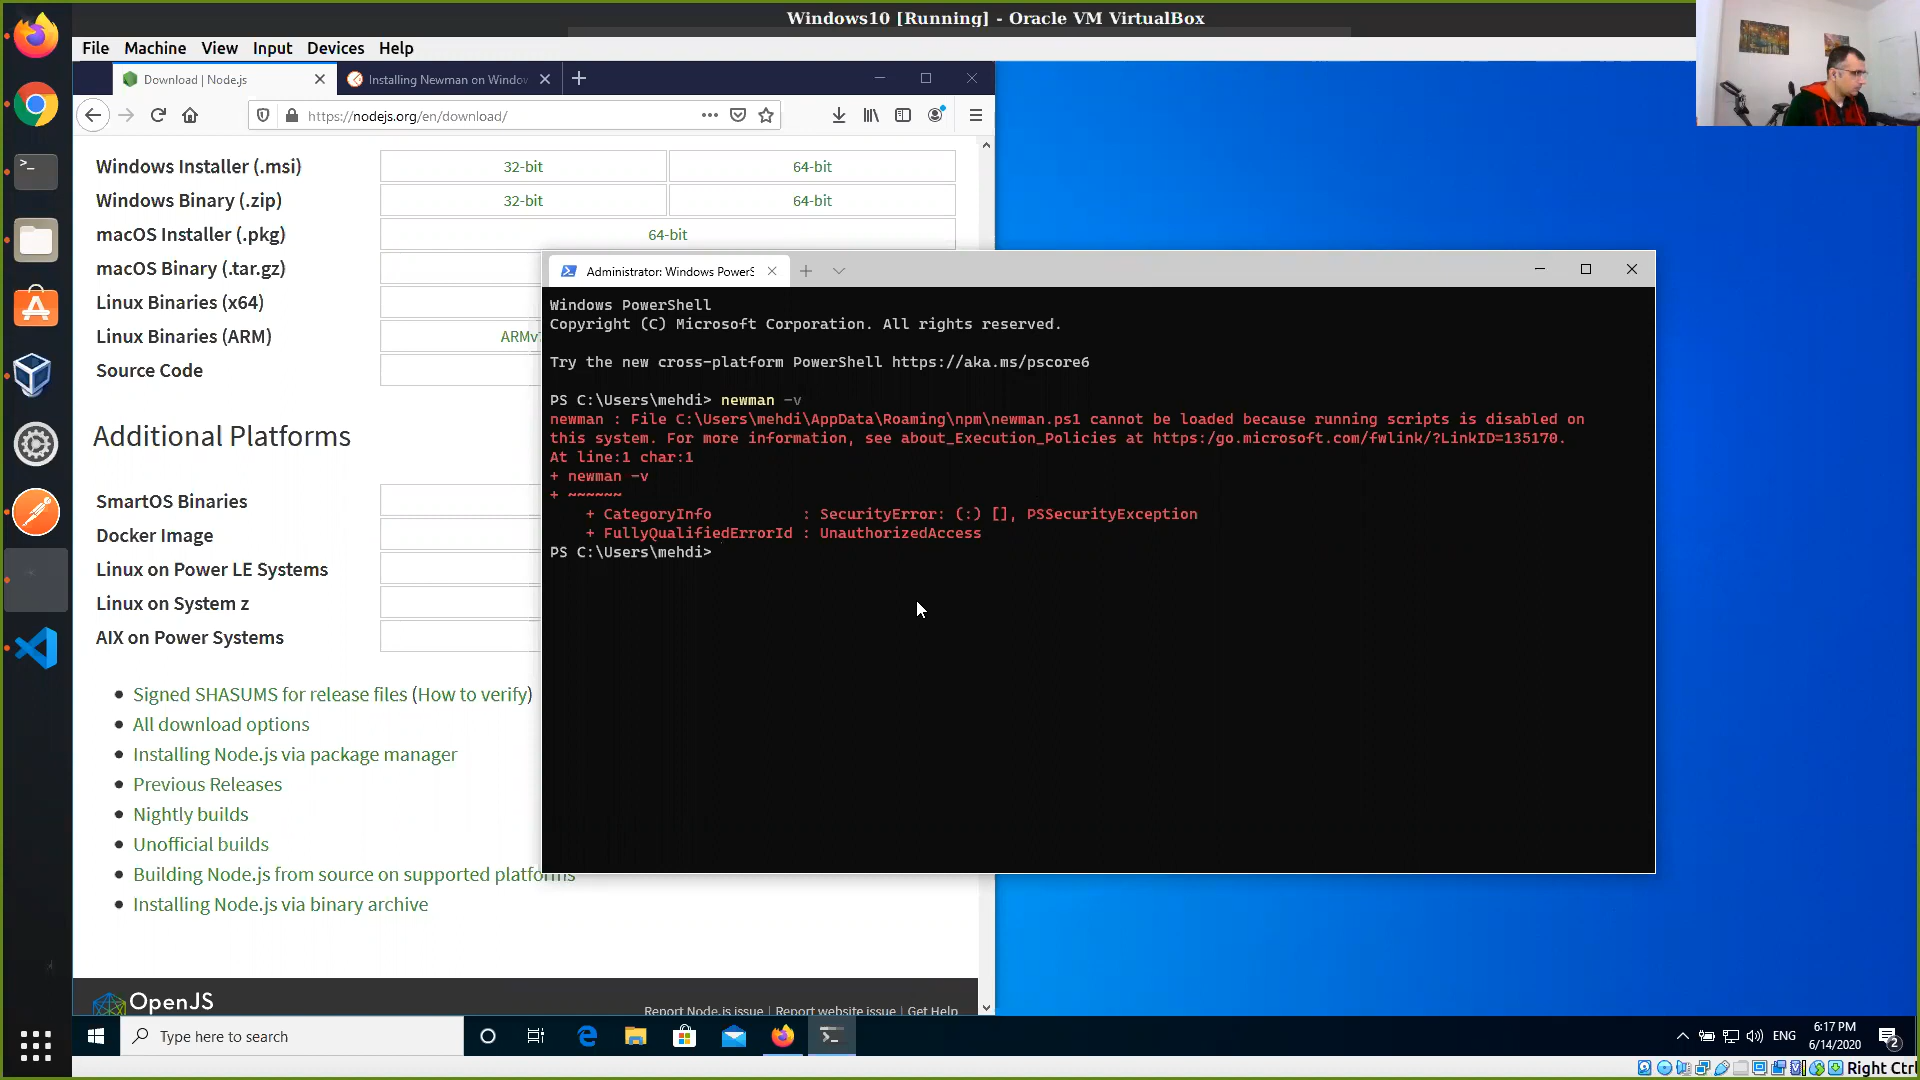 Windows10 [Running] - Oracle VM VirtualBox
File Machine View Input Devices Help
Download | Node.js
Installing Newman on Windov
https://nodejs.org/en/download/
Windows Installer (.msi) 32-bit 64-bit
Windows Binary (.zip) 32-bit 64-bit
macOS Installer (.pkg) 64-bit
macOS Binary (.tar.gz)
Linux Binaries (x64)
Linux Binaries (ARM) ARMv
Source Code
Additional Platforms
SmartOS Binaries
Docker Image
Linux on Power LE Systems
Linux on System z
AIX on Power Systems
Signed SHASUMS for release files (How to verify)
All download options
Installing Node.js via package manager
Previous Releases
Nightly builds
Unofficial builds
Building Node.js from source on supported platforms
Installing Node.js via binary archive
OpenJS
Report Node.js issue | Report website issue | Get Help
Administrator: Windows PowerS
Windows PowerShell
Copyright (C) Microsoft Corporation. All rights reserved.
Try the new cross-platform PowerShell https://aka.ms/pscore6
PS C:\Users\mehdi> newman -v
newman : File C:\Users\mehdi\AppData\Roaming\npm\newman.ps1 cannot be loaded because running scripts is disabled on
this system. For more information, see about_Execution_Policies at https:/go.microsoft.com/fwlink/?LinkID=135170.
At line:1 char:1
+ newman -v
+ ~~~~~~
+ CategoryInfo : SecurityError: (:) [], PSSecurityException
+ FullyQualifiedErrorId : UnauthorizedAccess
PS C:\Users\mehdi>
Type here to search
ENG
6:17 PM
6/14/2020
2
Right Ctrl